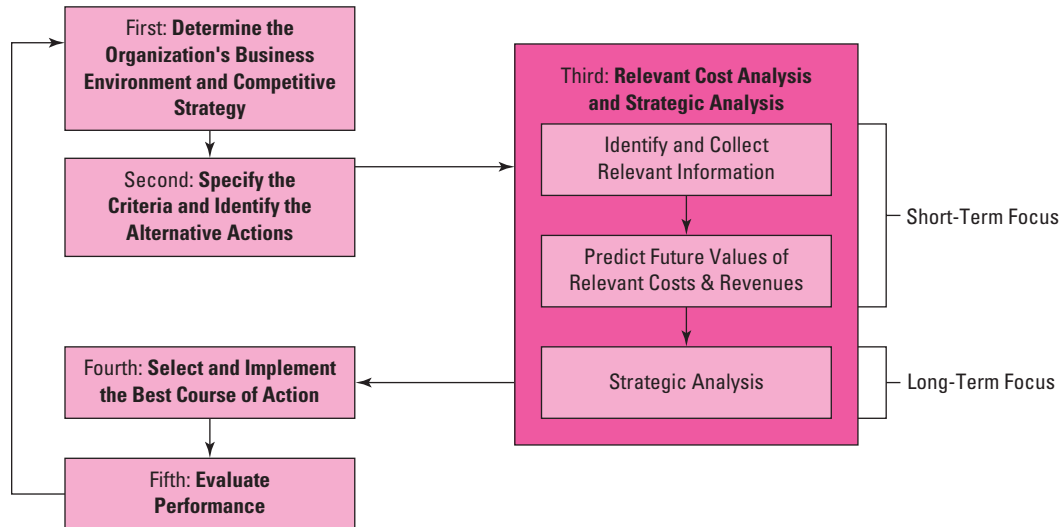 First: Determine the
Organization's Business
Environment and Competitive
Strategy
Second: Specify the
Criteria and Identify the
Alternative Actions
Third: Relevant Cost Analysis
and Strategic Analysis
Identify and Collect
Relevant Information
Predict Future Values of
Relevant Costs & Revenues
Short-Term Focus
Strategic Analysis
Long-Term Focus
Fourth: Select and Implement
the Best Course of Action
Fifth: Evaluate
Performance